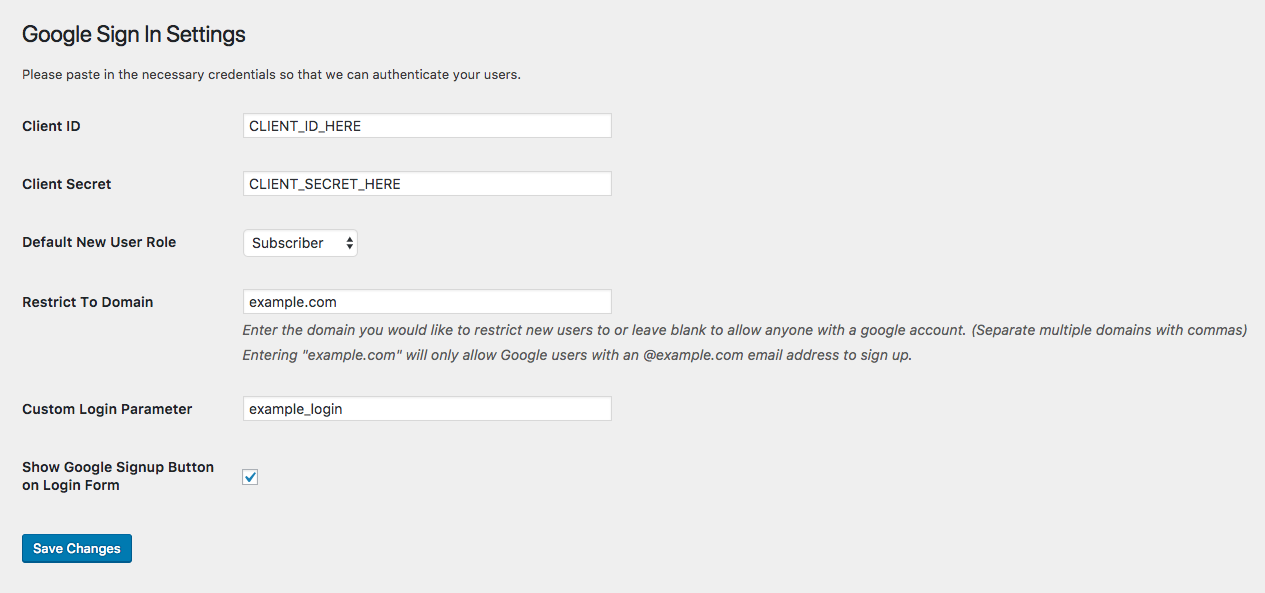 Google Sign In Settings
Please paste in the necessary credentials so that we can authenticate your users.
Client ID
CLIENT_ID_HERE
Client Secret
CLIENT_SECRET_HERE
Default New User Role
Subscriber
Restrict To Domain
example.com
Enter the domain you would like to restrict new users to or leave blank to allow anyone with a google account. (Separate multiple domains with commas)
Entering "example.com" will only allow Google users with an @example.com email address to sign up.
Custom Login Parameter
example_login
Show Google Signup Button
on Login Form
Save Changes